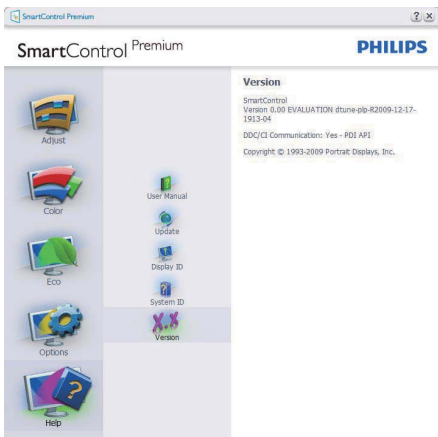 SmartControl Premium
? x
SmartControl Premium
PHILIPS
Adjust
Color
Eco
Options
Help
User Manual
Update
Display ID
System ID
X.X
Version
Version
SmartControl
Version 0.00 EVALUATION dtune-plp-R2009-12-17-
1913-04
DDC/CI Communication: Yes - PDI API
Copyright © 1993-2009 Portrait Displays, Inc.